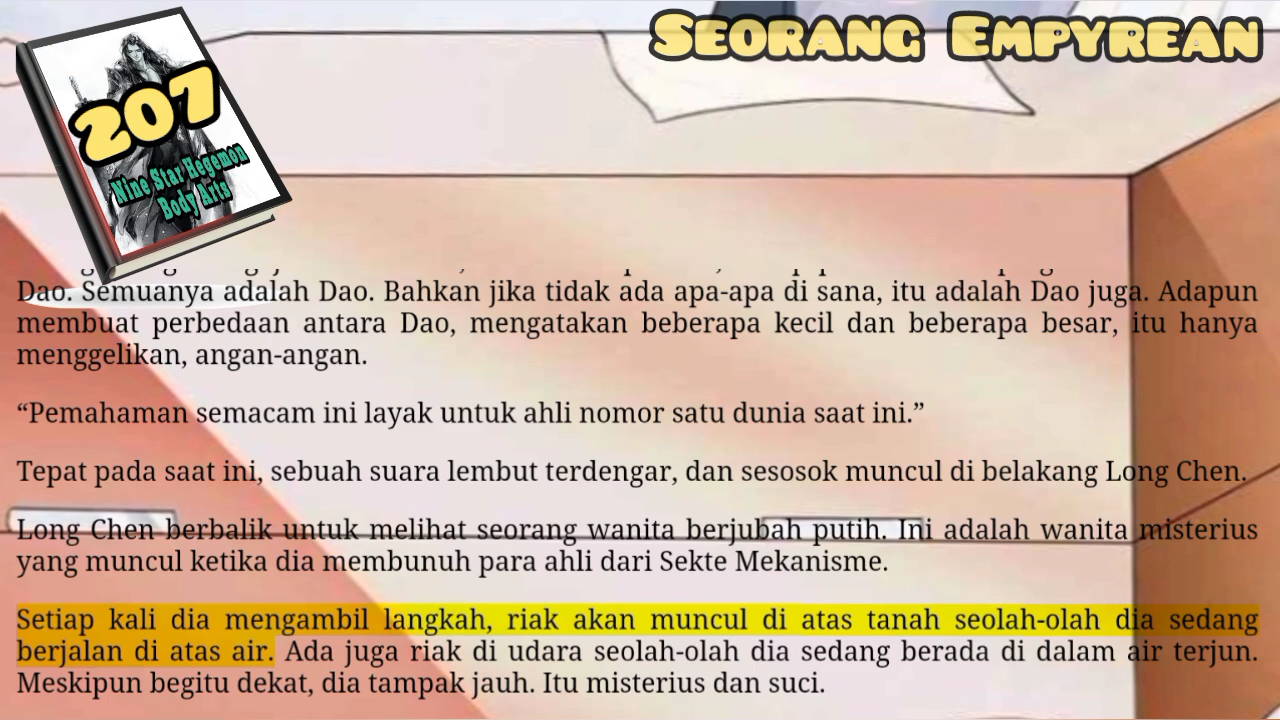 SEORANG EMPYREAN
207
Nine Star Hegemon
Body Arts
Dao. Semuanya adalah Dao. Bahkan jika tidak ada apa-apa di sana, itu adalah Dao juga. Adapun
membuat perbedaan antara Dao, mengatakan beberapa kecil dan beberapa besar, itu hanya
menggelikan, angan-angan.
“Pemahaman semacam ini layak untuk ahli nomor satu dunia saat ini.”
Tepat pada saat ini, sebuah suara lembut terdengar, dan sesosok muncul di belakang Long Chen.
Long Chen berbalik untuk melihat seorang wanita berjubah putih. Ini adalah wanita misterius
yang muncul ketika dia membunuh para ahli dari Sekte Mekanisme.
Setiap kali dia mengambil langkah, riak akan muncul di atas tanah seolah-olah dia sedang
berjalan di atas air. Ada juga riak di udara seolah-olah dia sedang berada di dalam air terjun.
Meskipun begitu dekat, dia tampak jauh. Itu misterius dan suci.